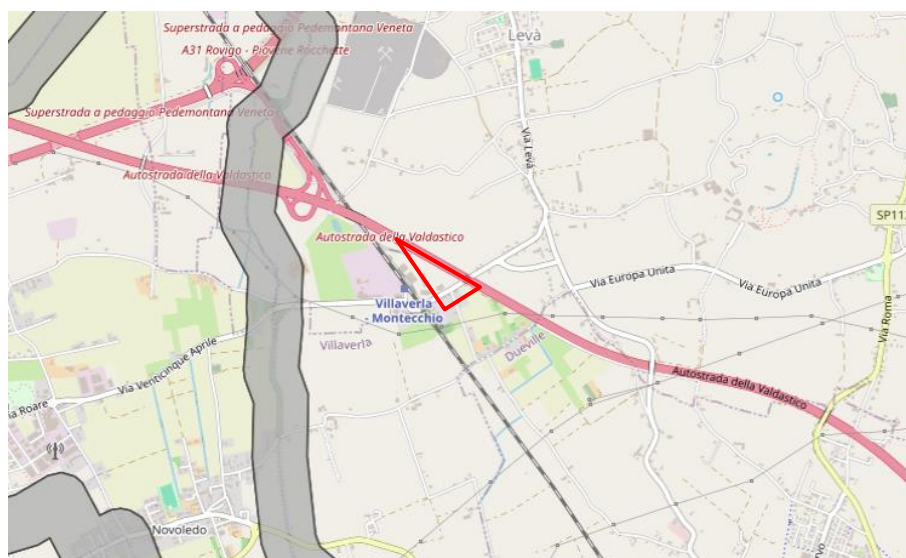 Superstrada a pedaggio Pedemontana Veneta
A31 Rovigo - Piovene Rocchette
Levà
Superstrada a pedaggio Pedemontana Veneta
Via Levà
Autostrada della Valdastico
SP11
Autostrada della Valdastico
Via Europa Unita
Via Europa Unita
Villaverla
- Montecchio
Via Roma
Villaverla
Dueville
Via Venticinque Aprile
Autostrada della Valdastico
ia Roare
Novoledo
vo